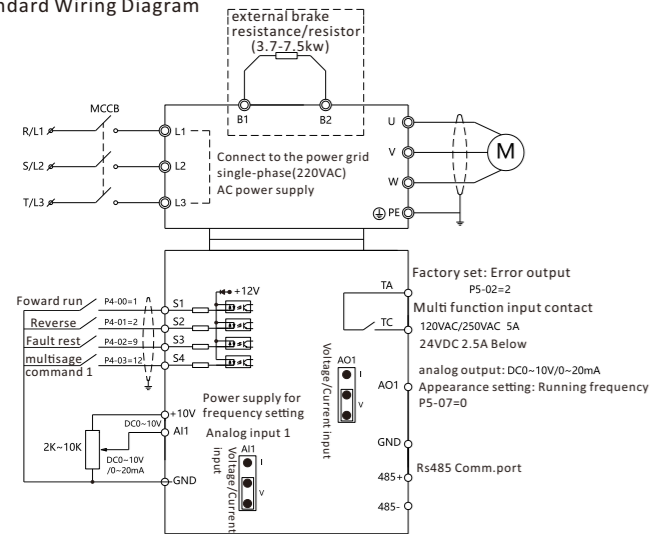 ndard Wiring Diagram
external brake
resistance/resistor
(3.7-7.5kw)
B1 B2
MCCB
R/L1 L1
S/L2 L2
T/L3 L3
Connect to the power grid
single-phase(220VAC)
AC power supply
U
V
W
PE
M
+12V
Foward run P4-00=1 S1
Reverse P4-01=2 S2
Fault rest P4-02=9 S3
multisage
command 1 P4-03=12 S4
Power supply for
frequency setting
+10V
DC0~10V
AI1
2K~10K
DC0~10V
/0~20mA
GND
Analog input 1
AI1
I
V
Voltage/Current
input
Voltage/Current input
AO1
I
V
TA
TC
Factory set: Error output
P5-02=2
Multi function input contact
120VAC/250VAC 5A
24VDC 2.5A Below
AO1
analog output: DC0~10V/0~20mA
Appearance setting: Running frequency
P5-07=0
GND
485+
485-
Rs485 Comm.port